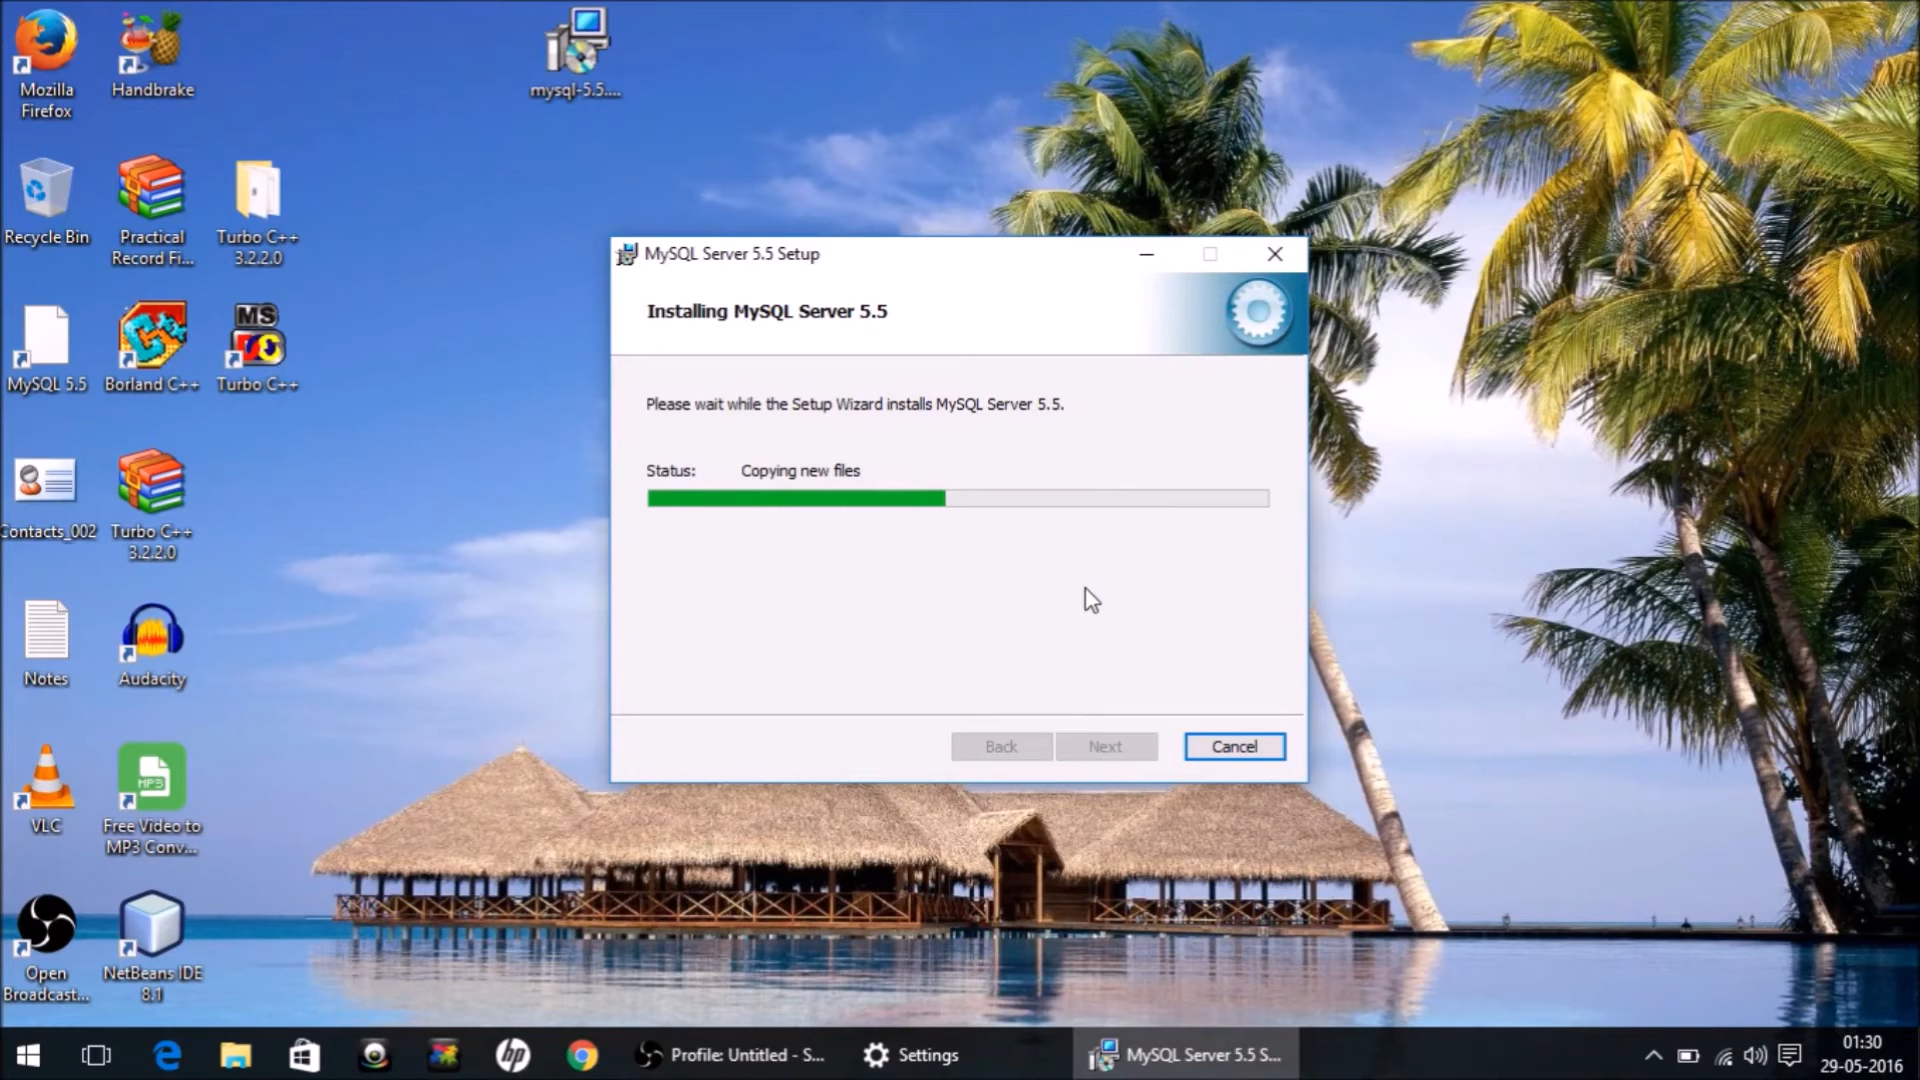 Mozilla
Firefox
Handbrake
mysql-5.5....
Recycle Bin
Practical
Record Fi...
Turbo C++
3.2.2.0
MySQL 5.5
Borland C++
MS
Turbo C++
Contacts_002
Turbo C++
3.2.2.0
Notes
Audacity
VLC
MP3
Free Video to
MP3 Conv...
Open
Broadcast...
NetBeans IDE
8.1
MySQL Server 5.5 Setup
Installing MySQL Server 5.5
Please wait while the Setup Wizard installs MySQL Server 5.5.
Status: Copying new files
Back Next Cancel
hp
Profile: Untitled - S...
Settings
MySQL Server 5.5 S...
01:30
29-05-2016